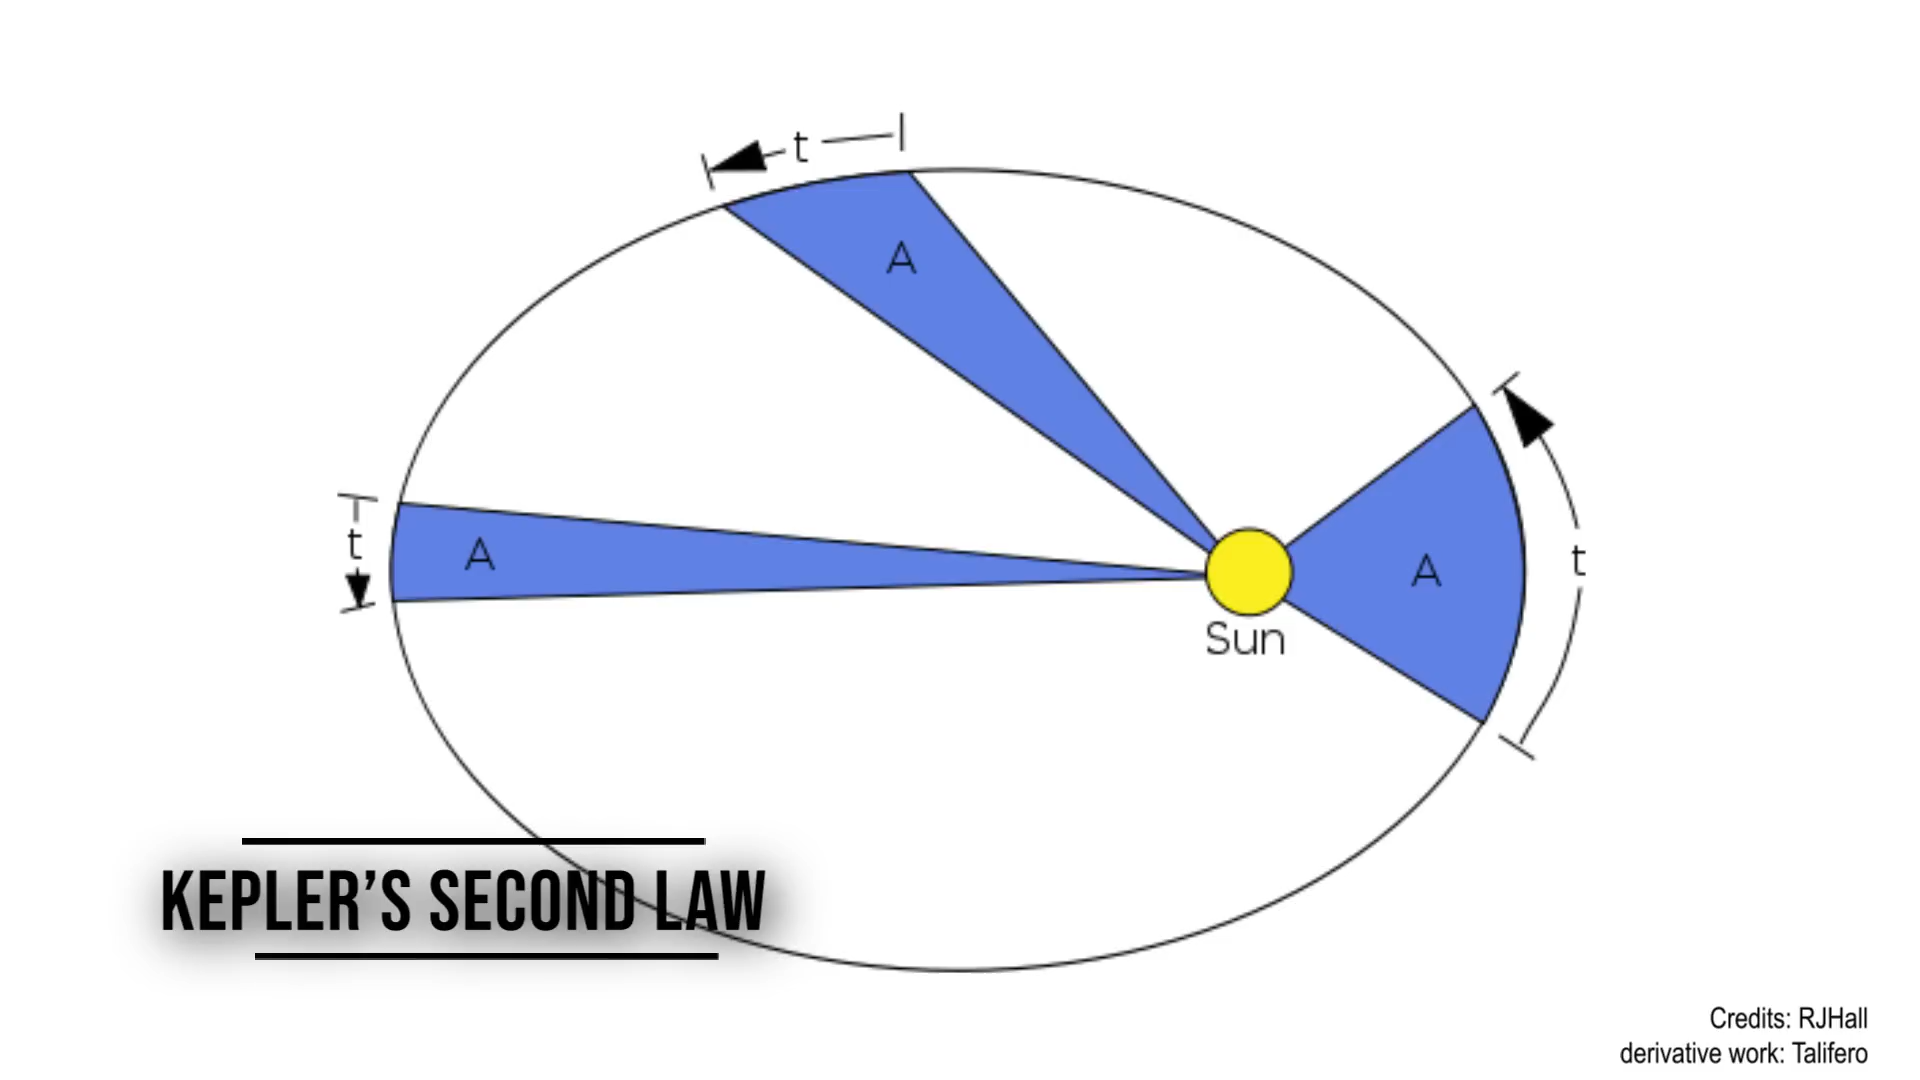 t
A
t
A
A
t
Sun
KEPLER’S SECOND LAW
Credits: RJHall
derivative work: Talifero